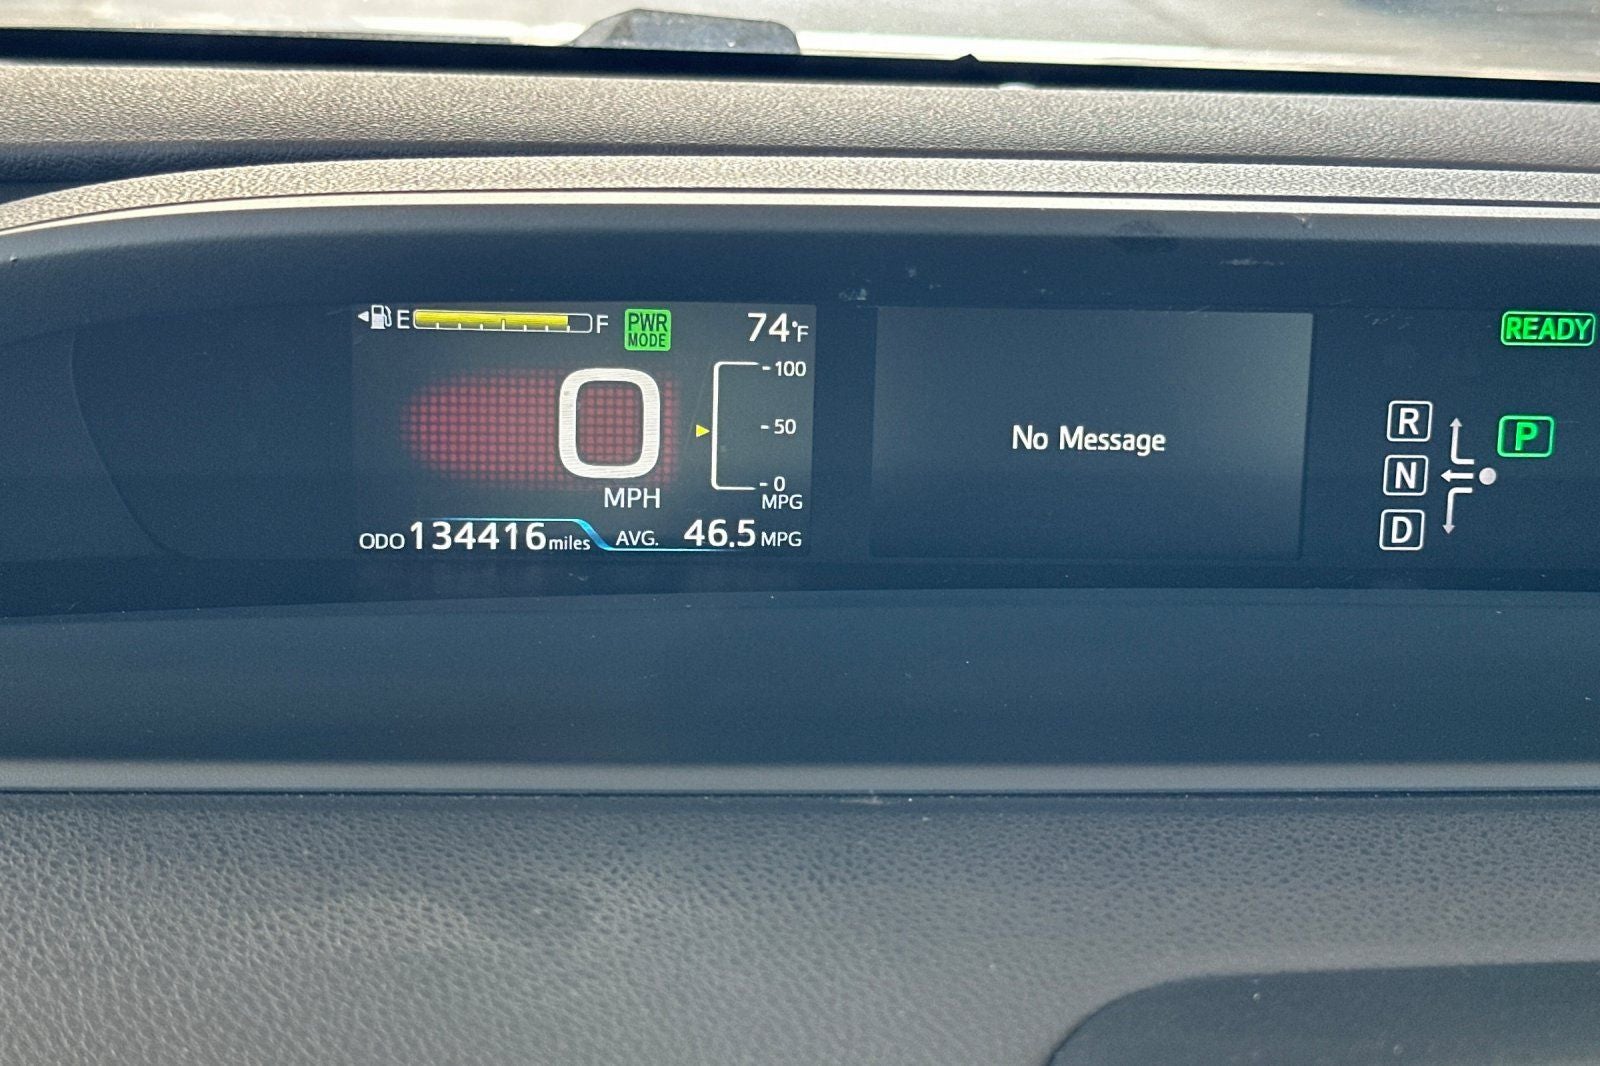 E F PWR MODE 74°F
100
50
0
MPG
0
MPH
ODO 134416 miles AVG. 46.5 MPG
No Message
READY
R
P
N
D